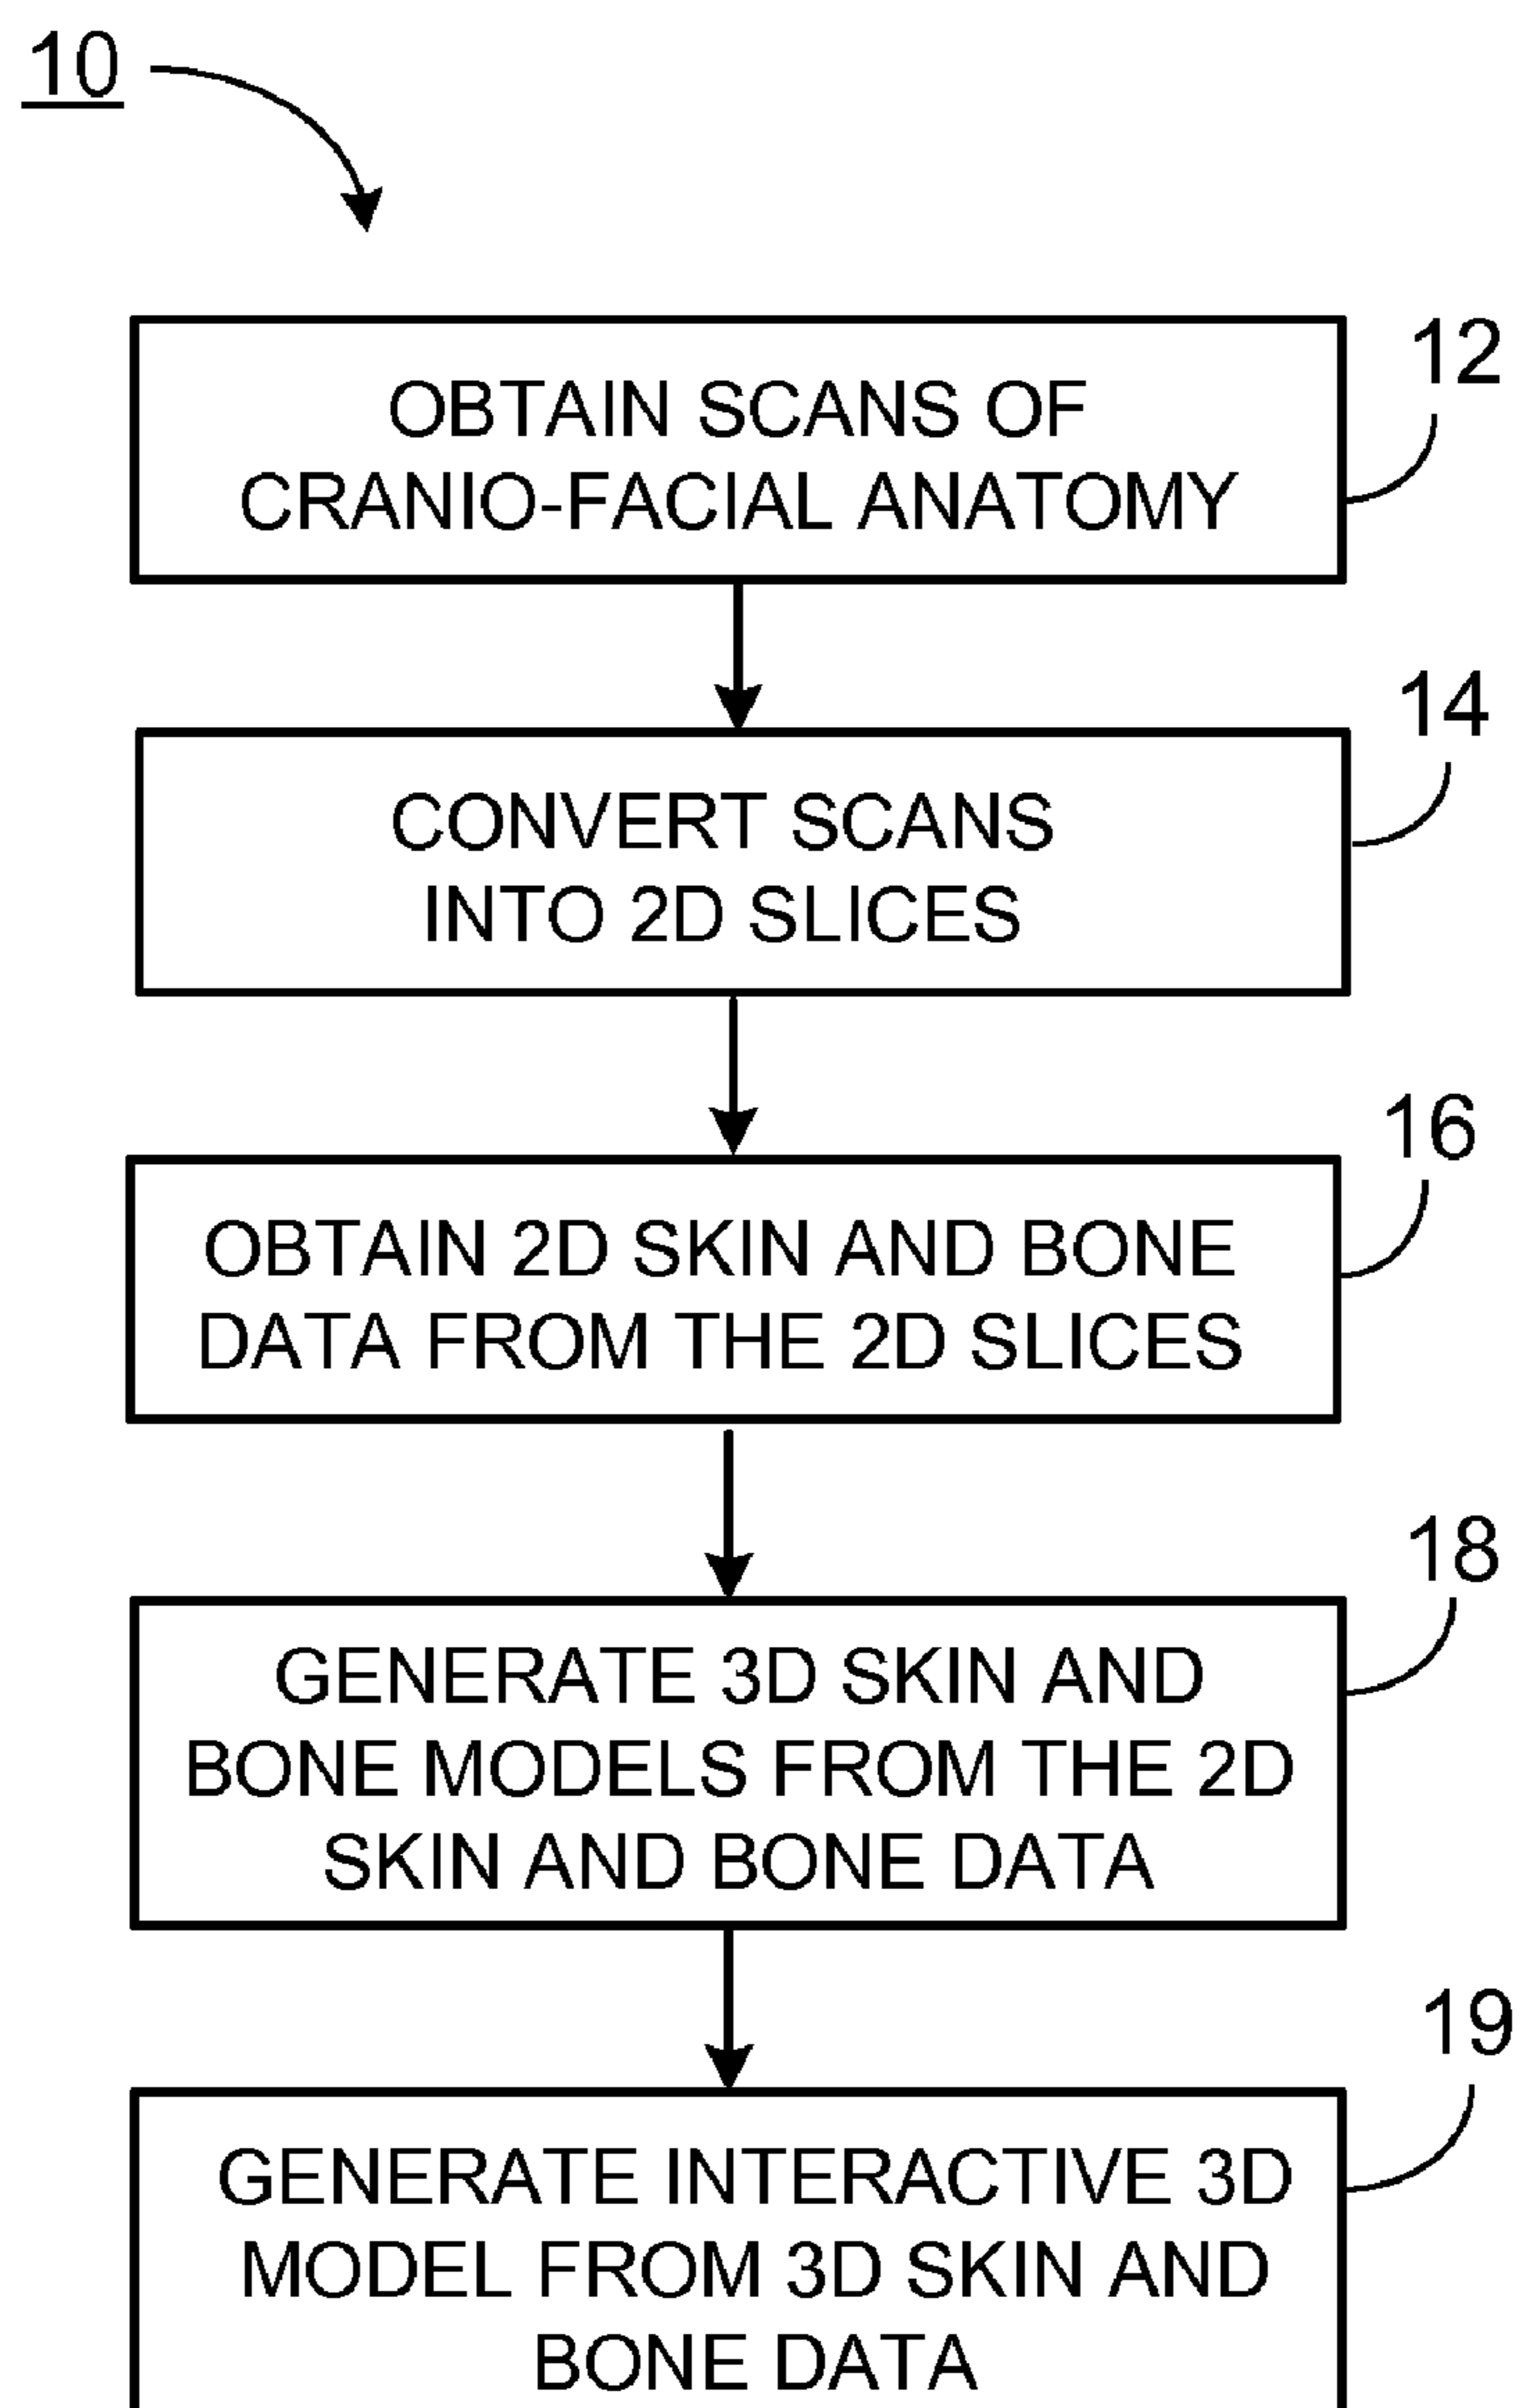 10
12
OBTAIN SCANS OF
CRANIO-FACIAL ANATOMY
14
CONVERT SCANS
INTO 2D SLICES
16
OBTAIN 2D SKIN AND BONE
DATA FROM THE 2D SLICES
18
GENERATE 3D SKIN AND
BONE MODELS FROM THE 2D
SKIN AND BONE DATA
19
GENERATE INTERACTIVE 3D
MODEL FROM 3D SKIN AND
BONE DATA